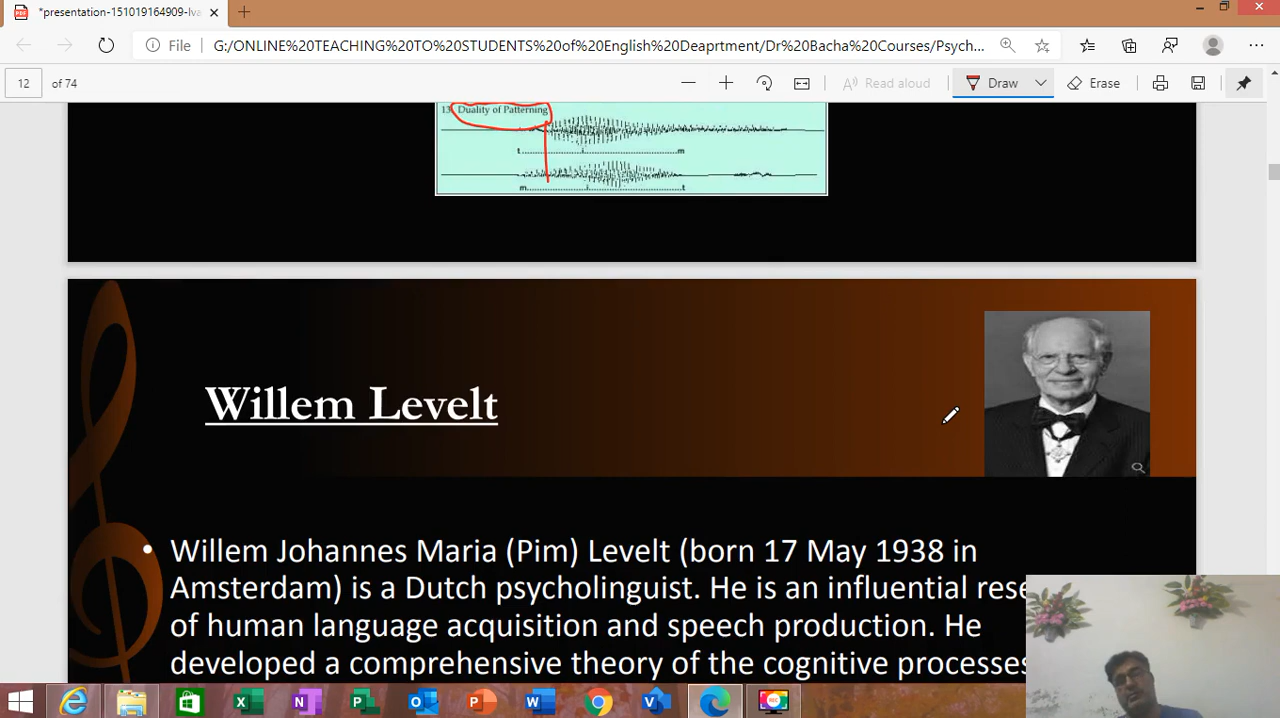 *presentation-151019164909-lva
File
G:/ONLINE%20TEACHING%20TO%20STUDENTS%20of%20English%20Deaprtment/Dr%20Bacha%20Courses/Psych...
12 of 74
Read aloud
Draw
Erase
13. Duality of Patterning
t i m
m i t
Willem Levelt
• Willem Johannes Maria (Pim) Levelt (born 17 May 1938 in
Amsterdam) is a Dutch psycholinguist. He is an influential rese
of human language acquisition and speech production. He
developed a comprehensive theory of the cognitive processes